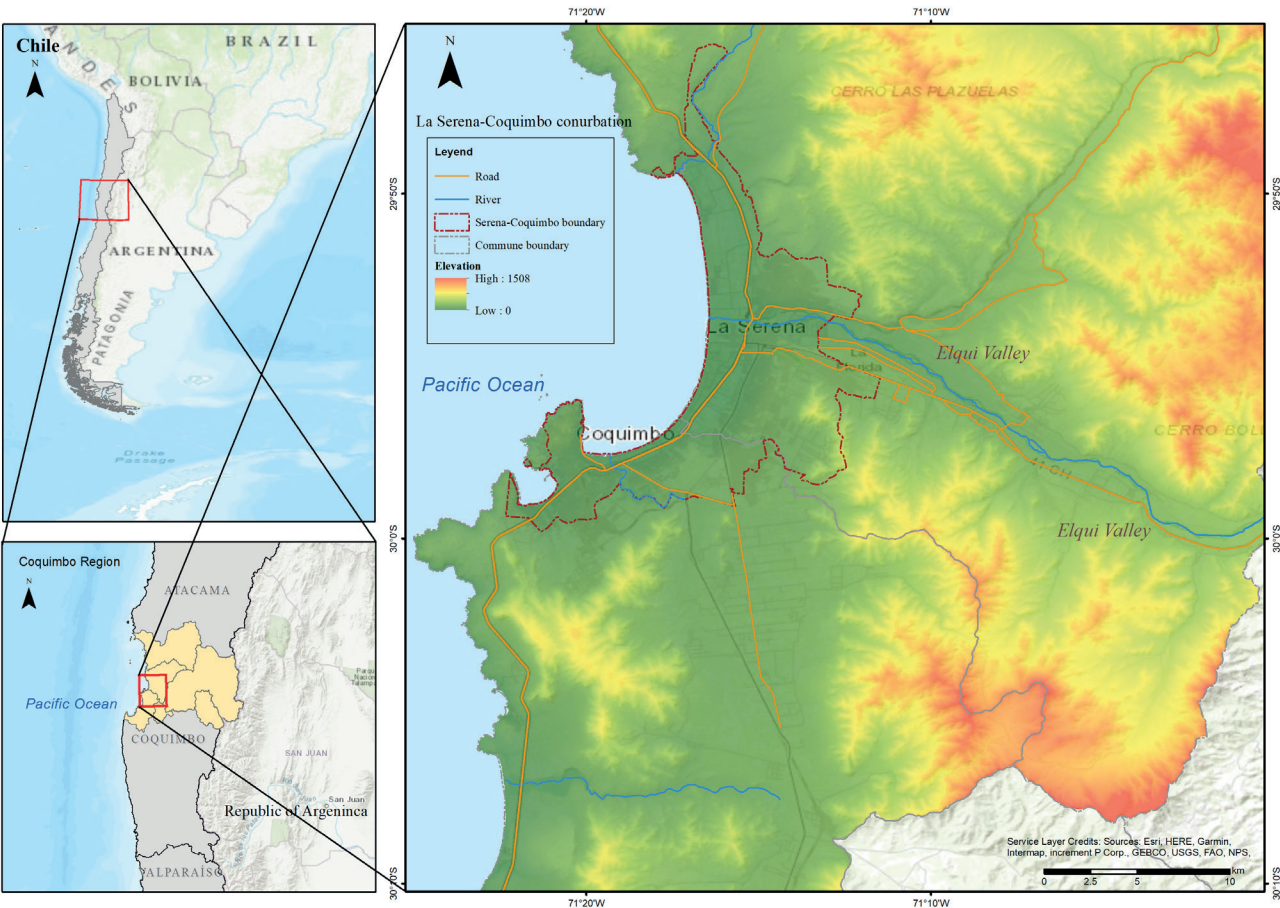 Chile
N
ANDES
BRAZIL
BOLIVIA
ARGENTINA
PATAGONIA
Drake
Passage
Coquimbo Region
N
ATACAMA
Pacific Ocean
COQUIMBO
SAN JUAN
San Juan
Republic of Argeninca
VALPARAÍSO
71°20'W
71°10'W
N
La Serena-Coquimbo conurbation
Leyend
Road
River
Serena-Coquimbo boundary
Commune boundary
Elevation
High : 1508
Low : 0
CERRO LAS PLAZUELAS
29°50'S
29°50'S
La Serena
Elqui Valley
Pacific Ocean
Coquimbo
CERRO BOL
41 CH
Elqui Valley
30°0'S
30°0'S
Service Layer Credits: Sources: Esri, HERE, Garmin,
Intermap, increment P Corp., GEBCO, USGS, FAO, NPS,
km
0 2.5 5 10
30°10'S
30°10'S
71°20'W
71°10'W